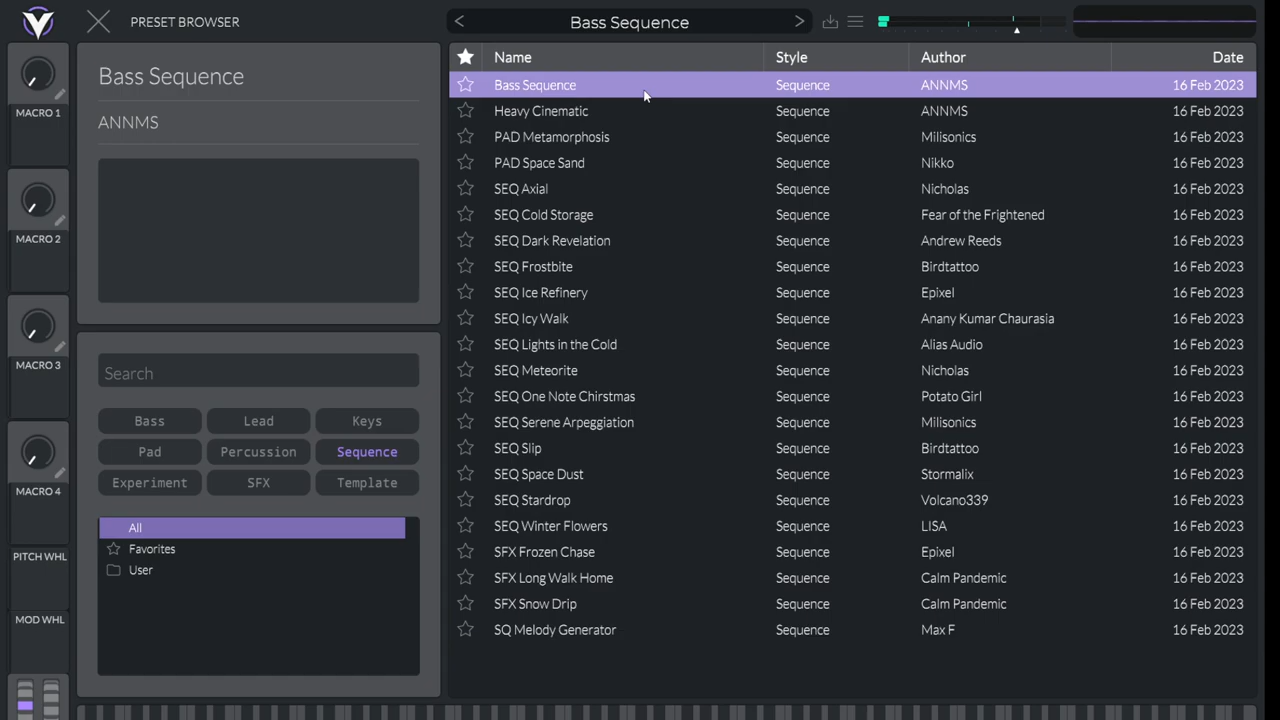 PRESET BROWSER
Bass Sequence
MACRO 1
MACRO 2
MACRO 3
MACRO 4
PITCH WHL
MOD WHL
Bass Sequence
ANNMS
Search
Bass Lead Keys
Pad Percussion Sequence
Experiment SFX Template
All
Favorites
User
Name Style Author Date
Bass Sequence Sequence ANNMS 16 Feb 2023
Heavy Cinematic Sequence ANNMS 16 Feb 2023
PAD Metamorphosis Sequence Milisonics 16 Feb 2023
PAD Space Sand Sequence Nikko 16 Feb 2023
SEQ Axial Sequence Nicholas 16 Feb 2023
SEQ Cold Storage Sequence Fear of the Frightened 16 Feb 2023
SEQ Dark Revelation Sequence Andrew Reeds 16 Feb 2023
SEQ Frostbite Sequence Birdtattoo 16 Feb 2023
SEQ Ice Refinery Sequence Epixel 16 Feb 2023
SEQ Icy Walk Sequence Anany Kumar Chaurasia 16 Feb 2023
SEQ Lights in the Cold Sequence Alias Audio 16 Feb 2023
SEQ Meteorite Sequence Nicholas 16 Feb 2023
SEQ One Note Chirstmas Sequence Potato Girl 16 Feb 2023
SEQ Serene Arpeggiation Sequence Milisonics 16 Feb 2023
SEQ Slip Sequence Birdtattoo 16 Feb 2023
SEQ Space Dust Sequence Stormalix 16 Feb 2023
SEQ Stardrop Sequence Volcano339 16 Feb 2023
SEQ Winter Flowers Sequence LISA 16 Feb 2023
SFX Frozen Chase Sequence Epixel 16 Feb 2023
SFX Long Walk Home Sequence Calm Pandemic 16 Feb 2023
SFX Snow Drip Sequence Calm Pandemic 16 Feb 2023
SQ Melody Generator Sequence Max F 16 Feb 2023